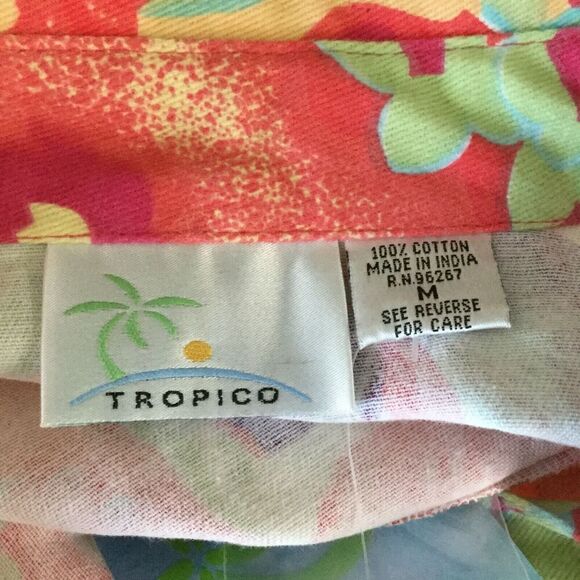 TROPICO
100% COTTON
MADE IN INDIA
R.N. 96267
M
SEE REVERSE
FOR CARE